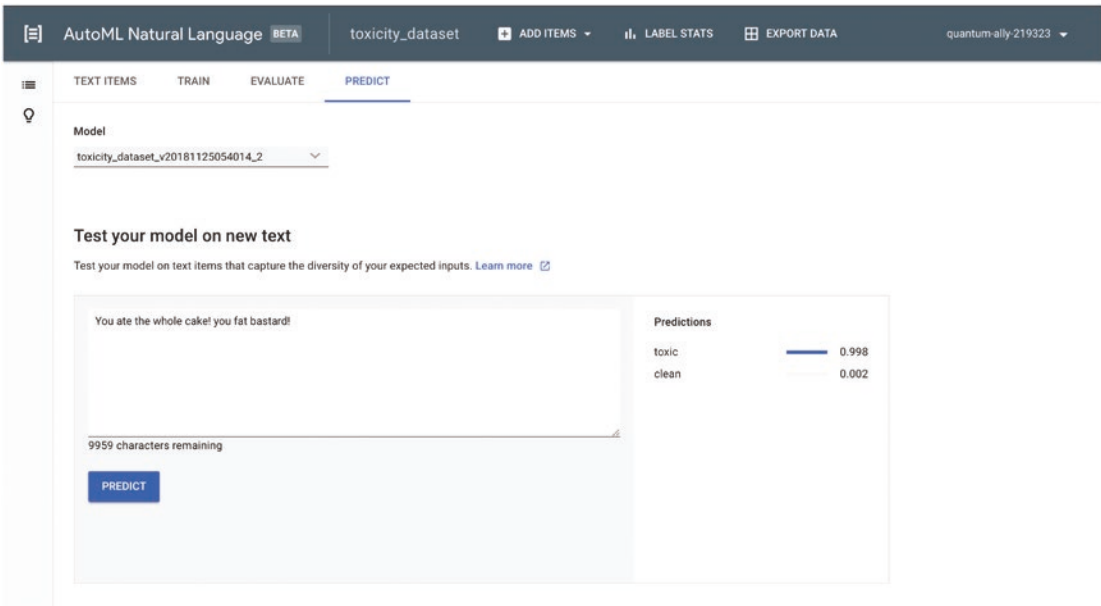 AutoML Natural Language BETA toxicity_dataset ADD ITEMS LABEL STATS EXPORT DATA quantum-ally-219323
TEXT ITEMS TRAIN EVALUATE PREDICT
Model
toxicity_dataset_v20181125054014_2
Test your model on new text
Test your model on text items that capture the diversity of your expected inputs. Learn more
You ate the whole cake! you fat bastard!
Predictions
toxic 0.998
clean 0.002
9959 characters remaining
PREDICT